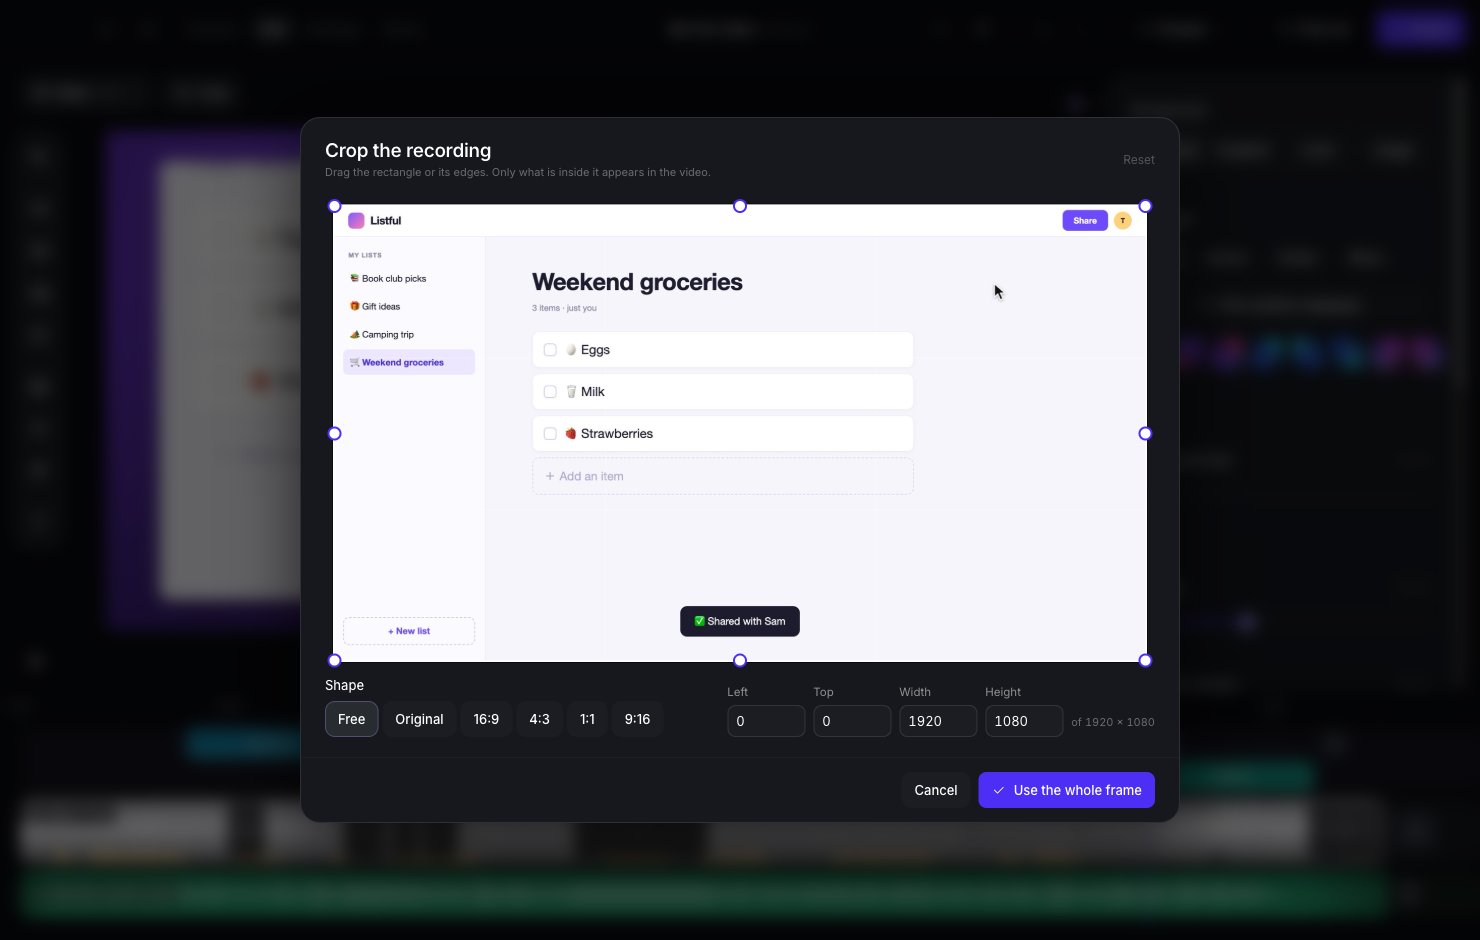 Crop the recording
Drag the rectangle or its edges. Only what is inside it appears in the video.
Reset
Listful
Share
T
MY LISTS
📚 Book club picks
🎁 Gift ideas
🏕️ Camping trip
🛒 Weekend groceries
+ New list
Weekend groceries
3 items · just you
🥚 Eggs
🥛 Milk
🍓 Strawberries
+ Add an item
✅ Shared with Sam
Shape
Free
Original
16:9
4:3
1:1
9:16
Left
Top
Width
Height
0
0
1920
1080
of 1920 × 1080
Cancel
Use the whole frame